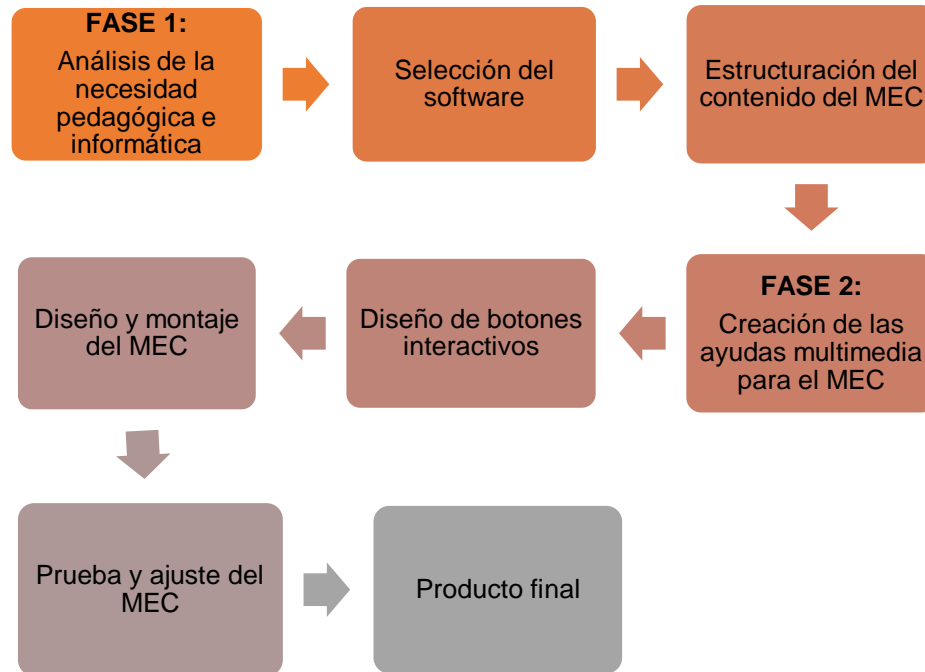 FASE 1:
Análisis de la
necesidad
pedagógica e
informática
Selección del
software
Estructuración del
contenido del MEC
FASE 2:
Creación de las
ayudas multimedia
para el MEC
Diseño de botones
interactivos
Diseño y montaje
del MEC
Prueba y ajuste del
MEC
Producto final